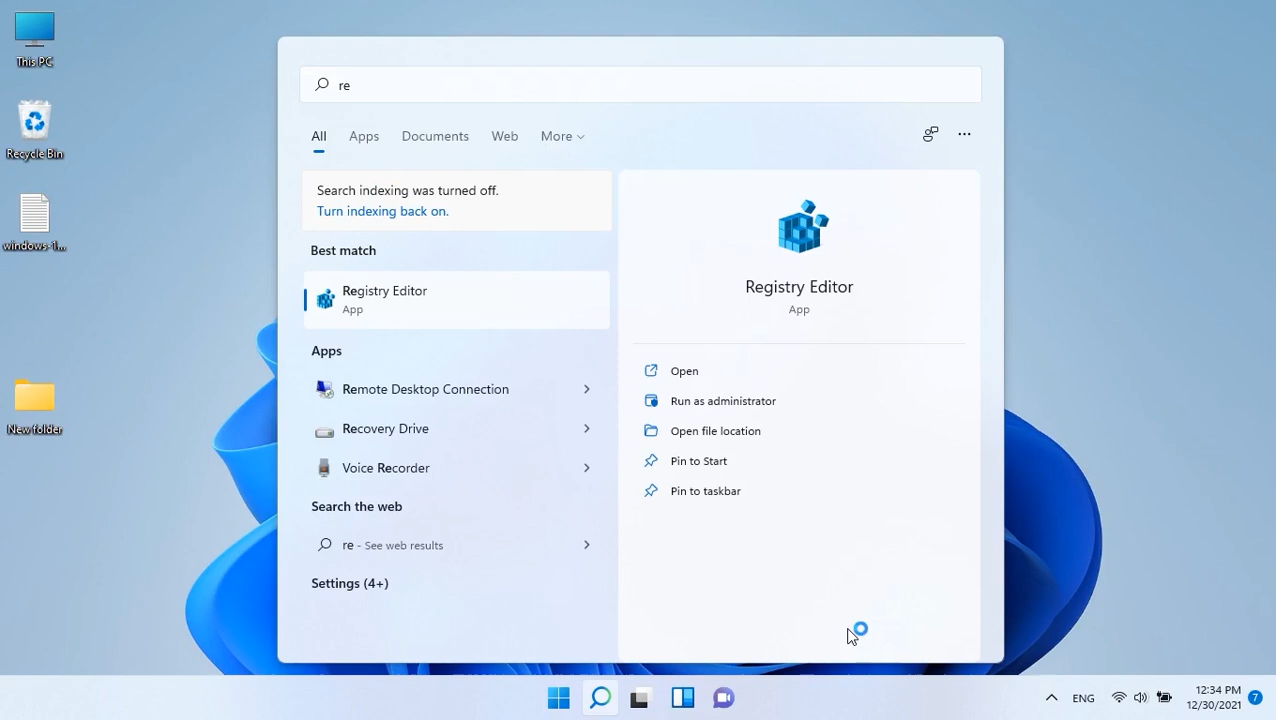 This PC
Recycle Bin
windows-1...
New folder
re
All
Apps
Documents
Web
More
Search indexing was turned off.
Turn indexing back on.
Best match
Registry Editor
App
Apps
Remote Desktop Connection
Recovery Drive
Voice Recorder
Search the web
re - See web results
Settings (4+)
Registry Editor
App
Open
Run as administrator
Open file location
Pin to Start
Pin to taskbar
ENG
12:34 PM
12/30/2021
7